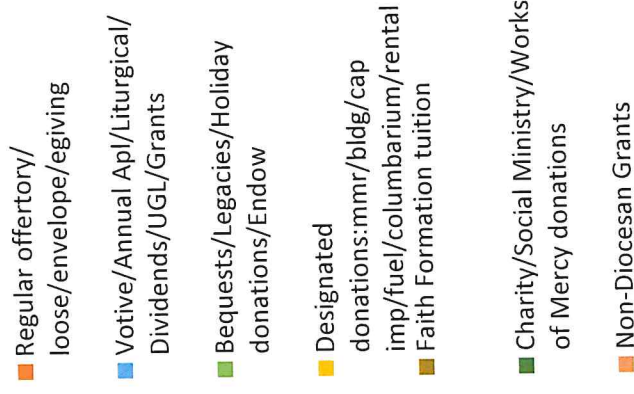 Regular offertory/
loose/envelope/egiving
Votive/Annual Apl/Liturgical/
Dividends/UGL/Grants
Bequests/Legacies/Holiday
donations/Endow
Designated
donations:mmr/bldg/cap
imp/fuel/columbarium/rental
Faith Formation tuition
Charity/Social Ministry/Works
of Mercy donations
Non-Diocesan Grants